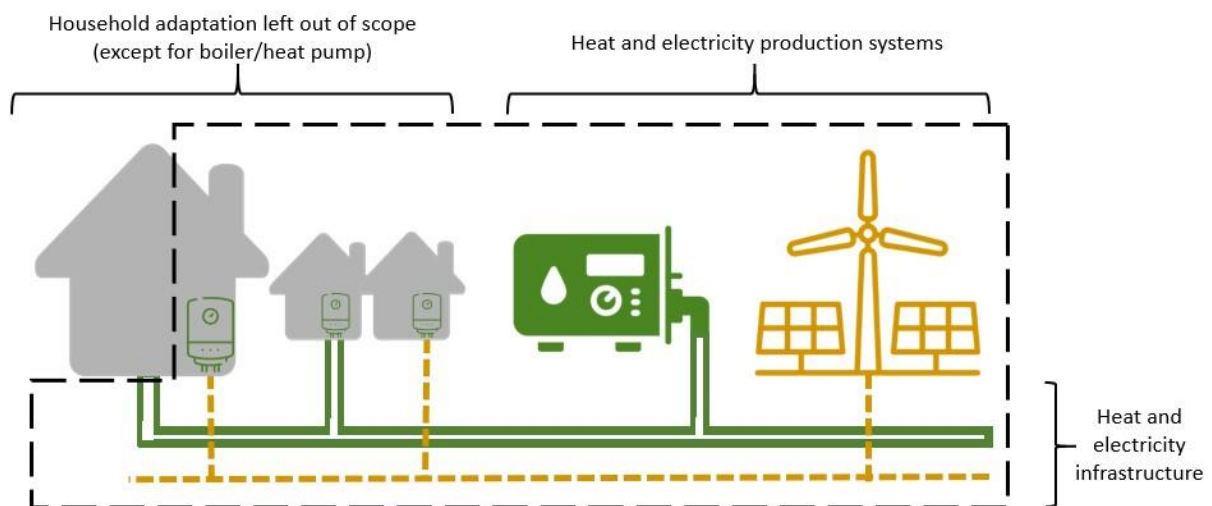 Household adaptation left out of scope
(except for boiler/heat pump)
Heat and electricity production systems
Heat and
electricity
infrastructure